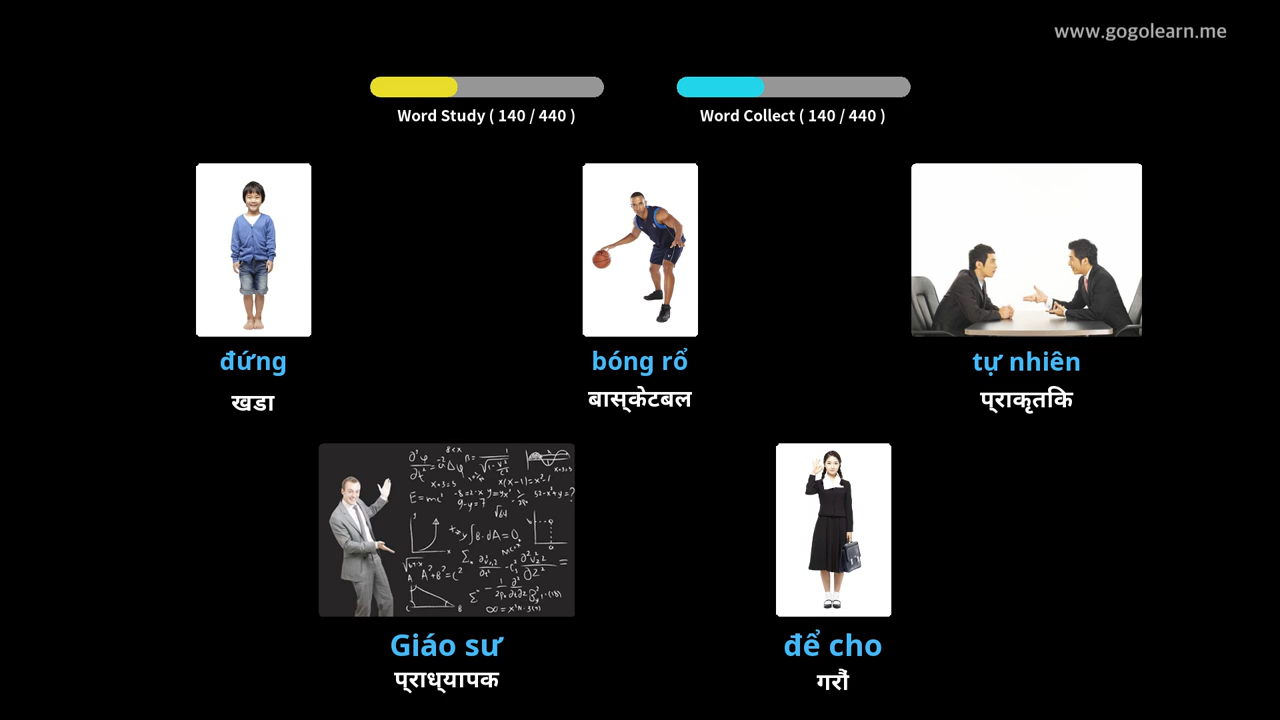 www.gogolearn.me
Word Study ( 140 / 440 )
Word Collect ( 140 / 440 )
đứng
खडा
bóng rổ
बास्केटबल
tự nhiên
प्राकृतिक
Giáo sư
प्राध्यापक
để cho
गरौं